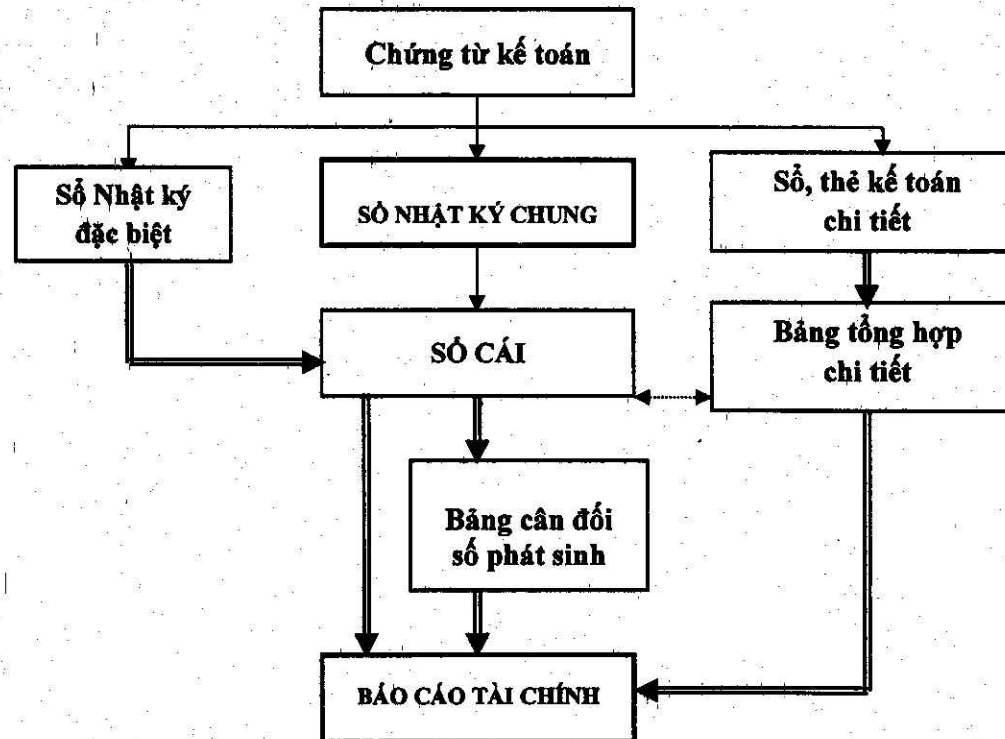 Chứng từ kế toán
Sổ Nhật ký
đặc biệt
SỔ NHẬT KÝ CHUNG
Sổ, thẻ kế toán
chi tiết
SỔ CÁI
Bảng tổng hợp
chi tiết
Bảng cân đối
số phát sinh
BÁO CÁO TÀI CHÍNH